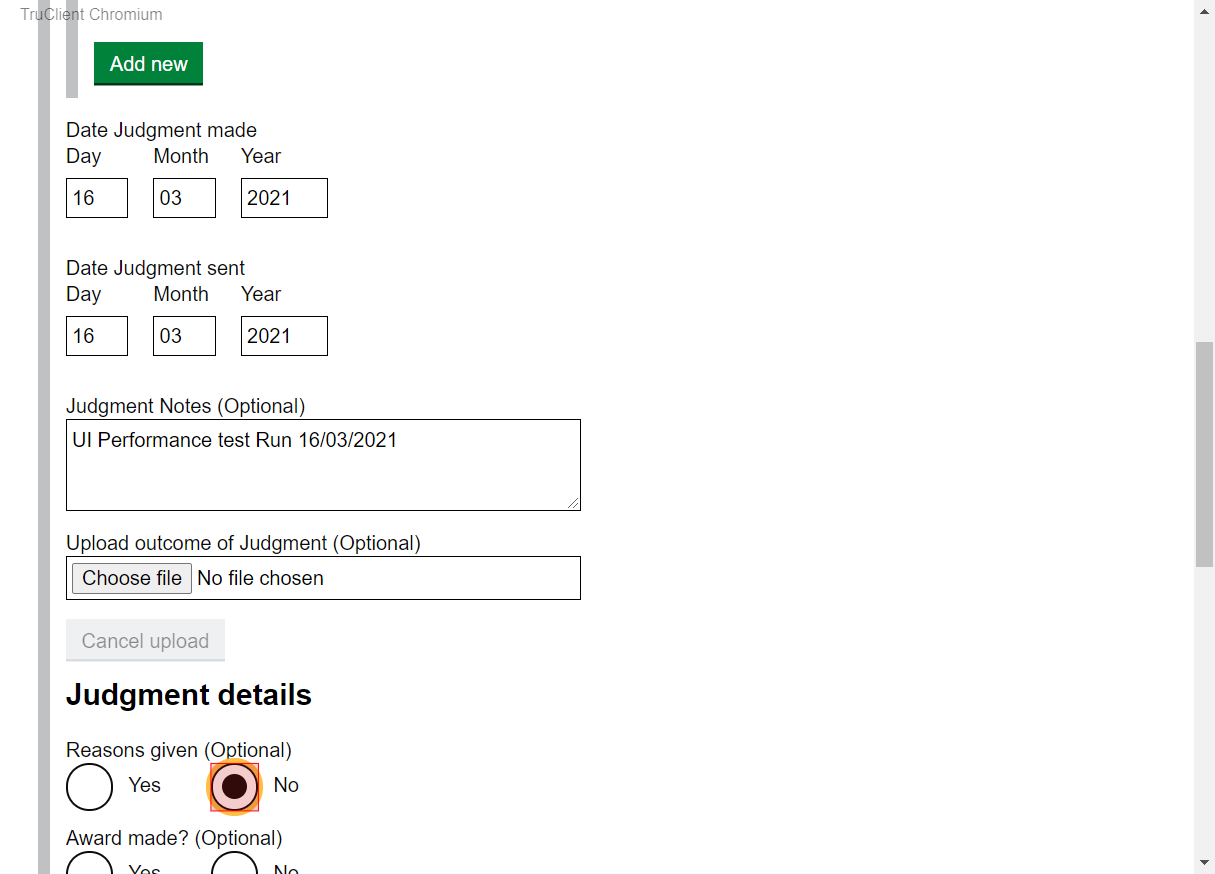 TruClient Chromium
Add new
Date Judgment made
Day Month Year
16 03 2021
Date Judgment sent
Day Month Year
16 03 2021
Judgment Notes (Optional)
UI Performance test Run 16/03/2021
Upload outcome of Judgment (Optional)
Choose file No file chosen
Cancel upload
Judgment details
Reasons given (Optional)
Yes No
Award made? (Optional)
Yes No